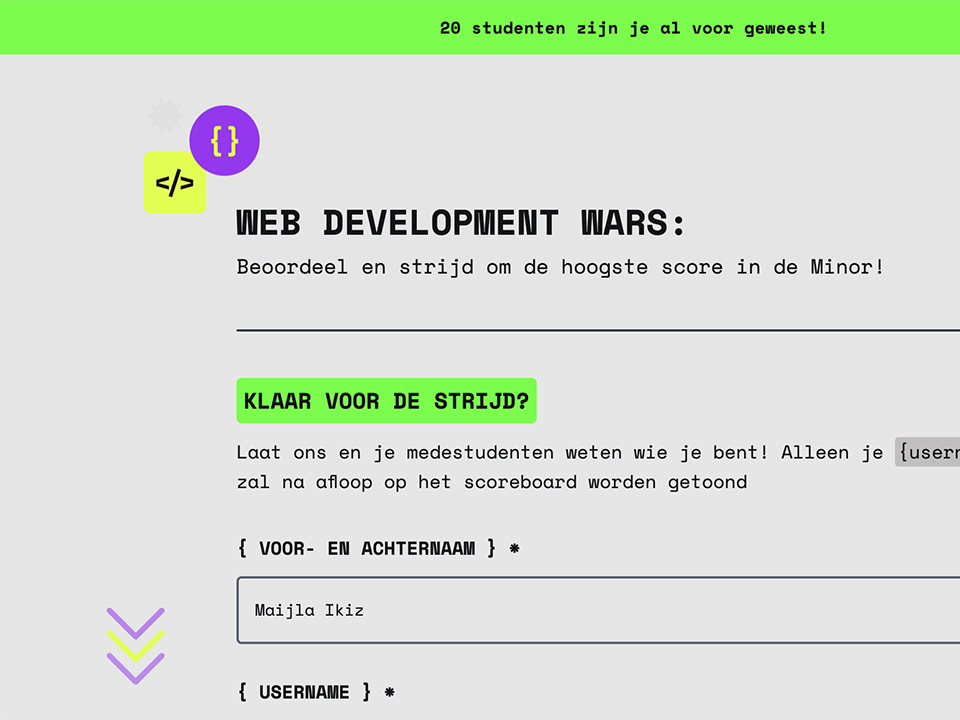 20 studenten zijn je al voor geweest!
{}
</>
WEB DEVELOPMENT WARS:
Beoordeel en strijd om de hoogste score in de Minor!
KLAAR VOOR DE STRIJD?
Laat ons en je medestudenten weten wie je bent! Alleen je {usern
zal na afloop op het scoreboard worden getoond
{ VOOR- EN ACHTERNAAM } *
Maijla Ikiz
{ USERNAME } *